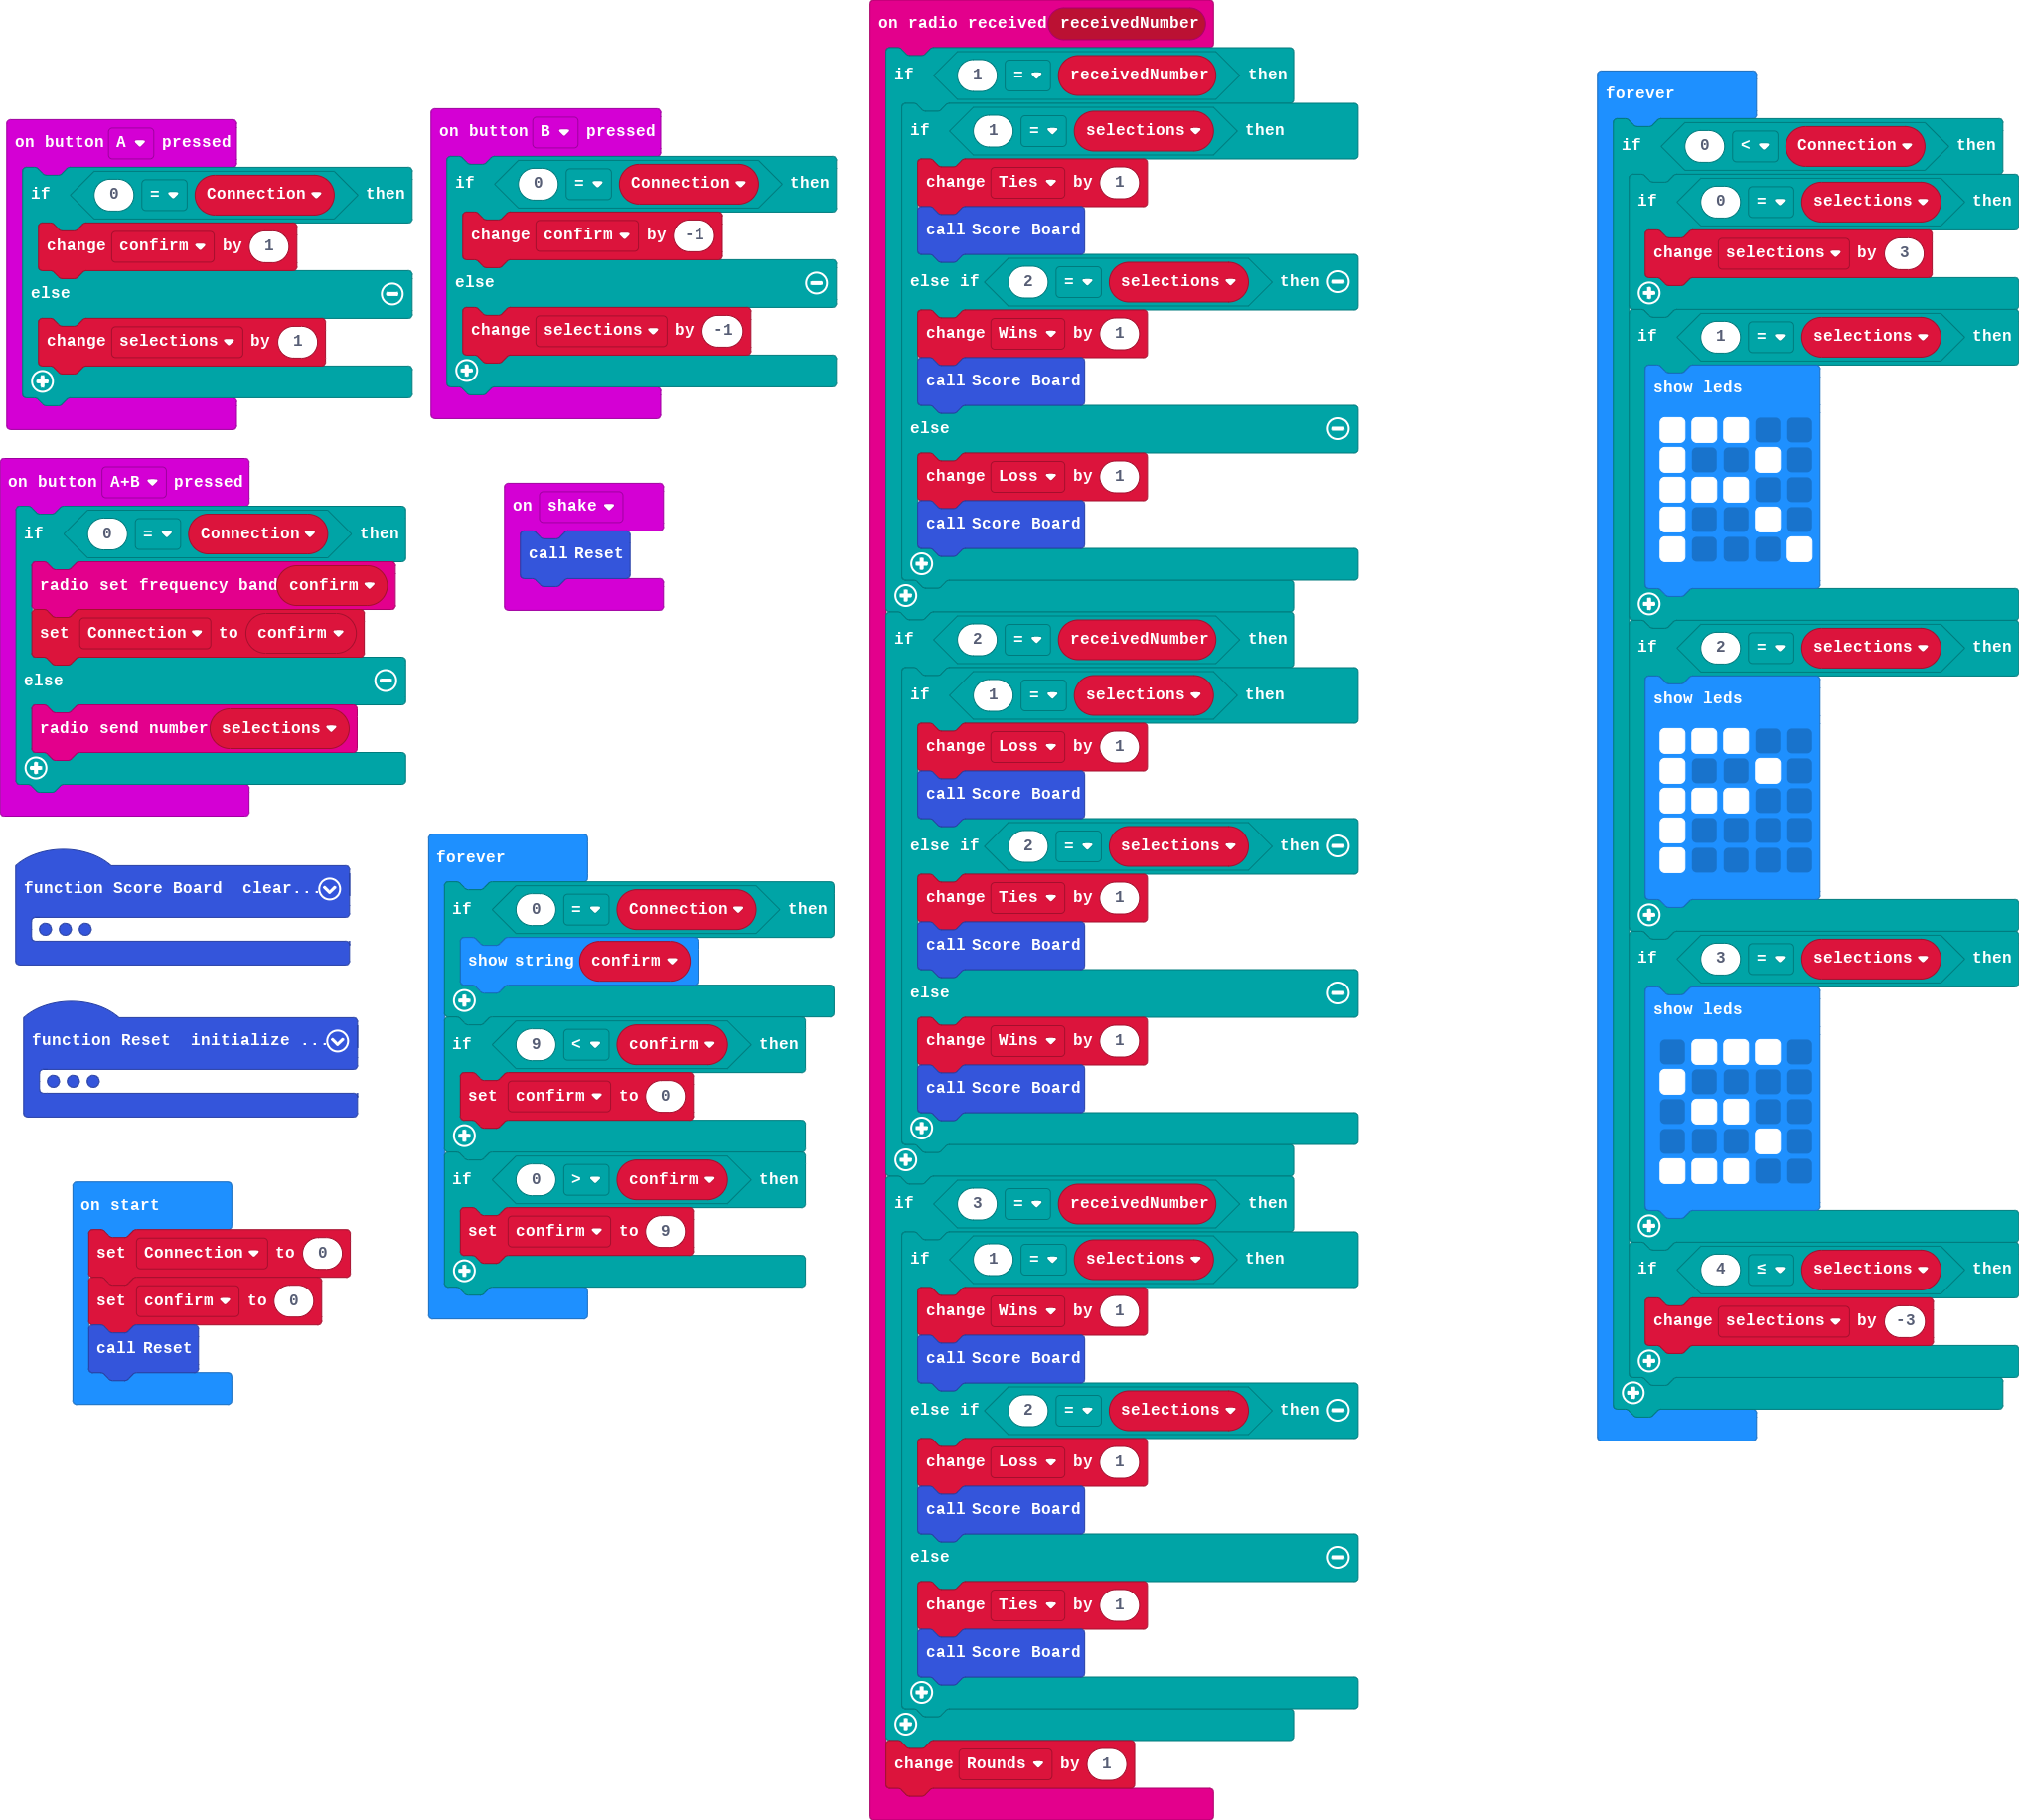 on button A pressed
if 0 = Connection then
change confirm by 1
else
change selections by 1
on button B pressed
if 0 = Connection then
change confirm by -1
else
change selections by -1
on button A+B pressed
if 0 = Connection then
radio set frequency band confirm
set Connection to confirm
else
radio send number selections
on shake
call Reset
function Score Board clear...
function Reset initialize ...
on start
set Connection to 0
set confirm to 0
call Reset
forever
if 0 = Connection then
show string confirm
if 9 < confirm then
set confirm to 0
if 0 > confirm then
set confirm to 9
on radio received receivedNumber
if 1 = receivedNumber then
if 1 = selections then
change Ties by 1
call Score Board
else if 2 = selections then
change Wins by 1
call Score Board
else
change Loss by 1
call Score Board
if 2 = receivedNumber then
if 1 = selections then
change Loss by 1
call Score Board
else if 2 = selections then
change Ties by 1
call Score Board
else
change Wins by 1
call Score Board
if 3 = receivedNumber then
if 1 = selections then
change Wins by 1
call Score Board
else if 2 = selections then
change Loss by 1
call Score Board
else
change Ties by 1
call Score Board
change Rounds by 1
forever
if 0 < Connection then
if 0 = selections then
change selections by 3
if 1 = selections then
show leds
if 2 = selections then
show leds
if 3 = selections then
show leds
if 4 ≤ selections then
change selections by -3